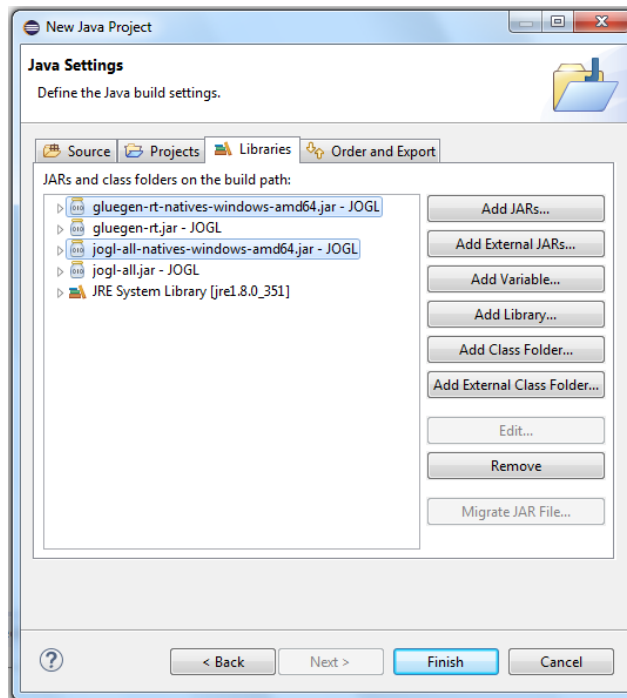 New Java Project
Java Settings
Define the Java build settings.
Source Projects Libraries Order and Export
JARs and class folders on the build path:
gluegen-rt-natives-windows-amd64.jar - JOGL
gluegen-rt.jar - JOGL
jogl-all-natives-windows-amd64.jar - JOGL
jogl-all.jar - JOGL
JRE System Library [jre1.8.0_351]
Add JARs...
Add External JARs...
Add Variable...
Add Library...
Add Class Folder...
Add External Class Folder...
Edit...
Remove
Migrate JAR File...
? < Back Next > Finish Cancel